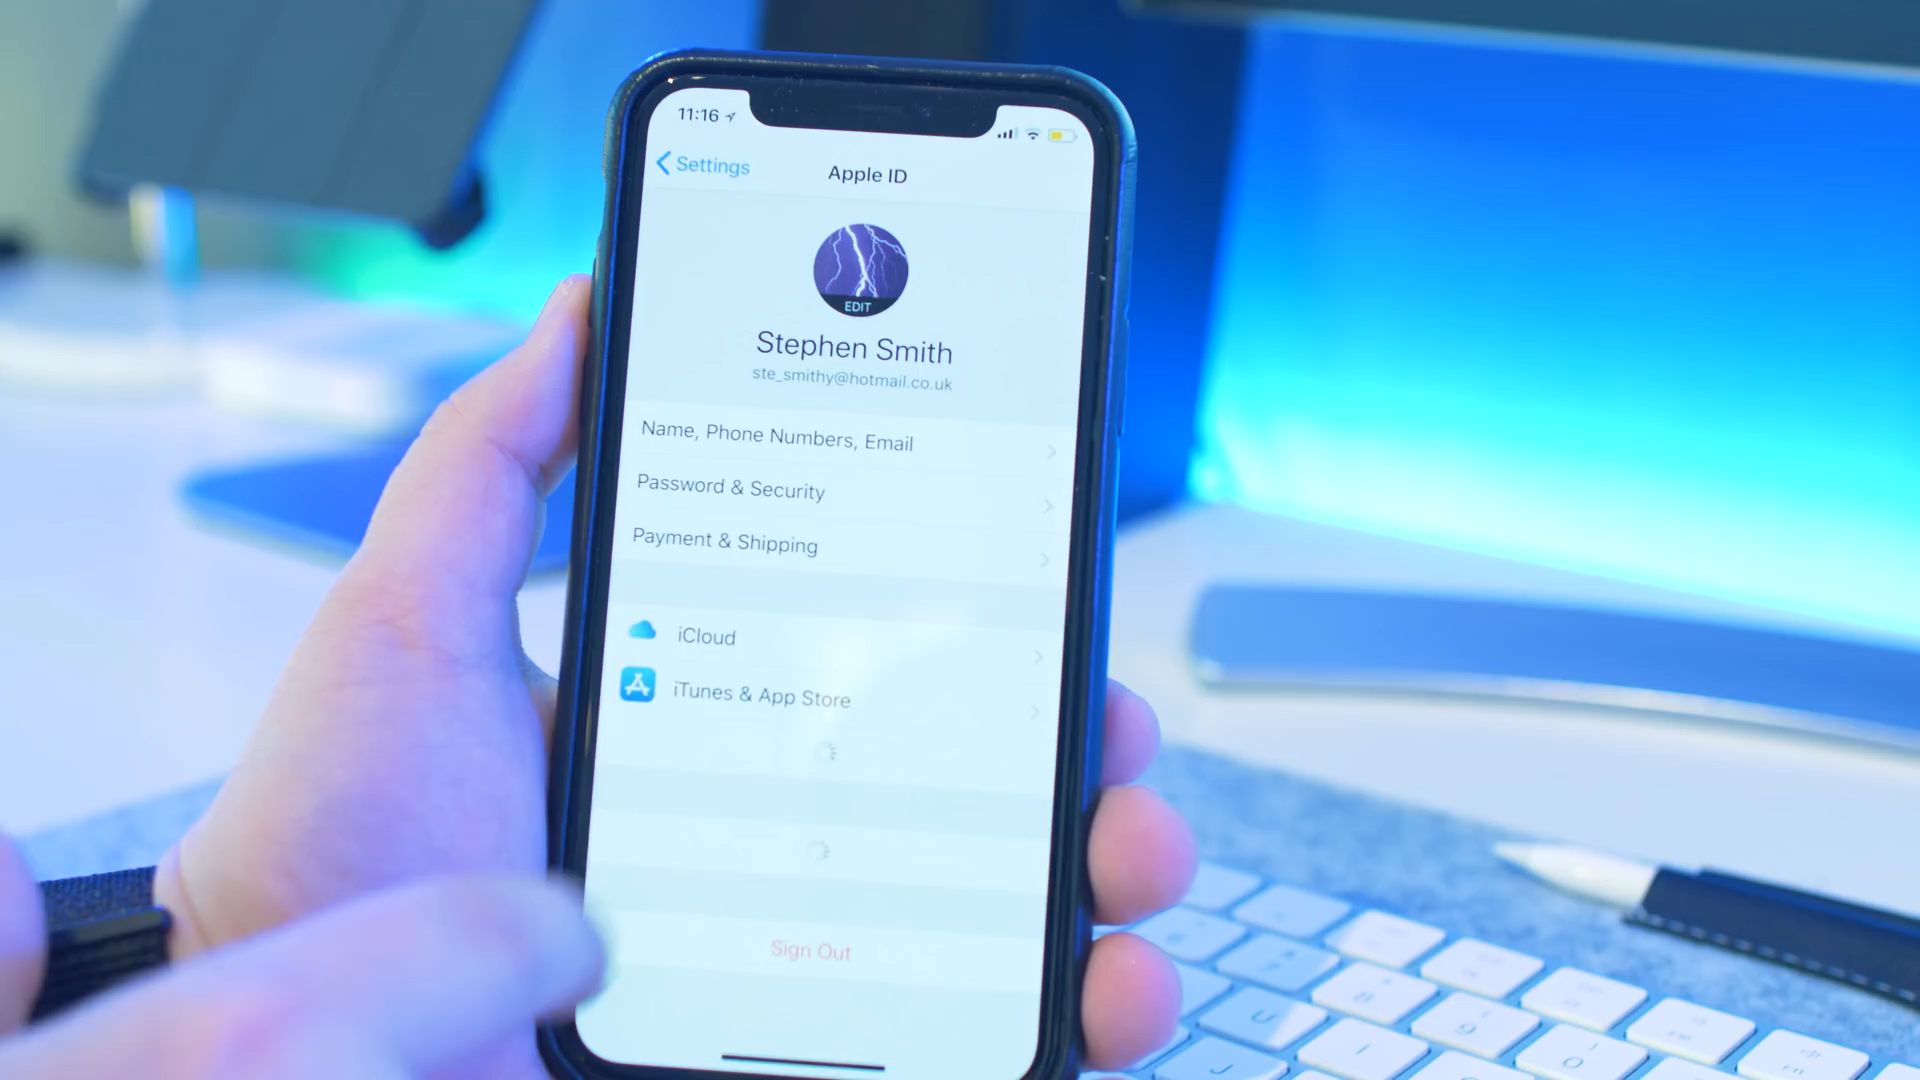 11:16
Settings
Apple ID
EDIT
Stephen Smith
ste_smithy@hotmail.co.uk
Name, Phone Numbers, Email
Password & Security
Payment & Shipping
iCloud
iTunes & App Store
Sign Out
U
J
I